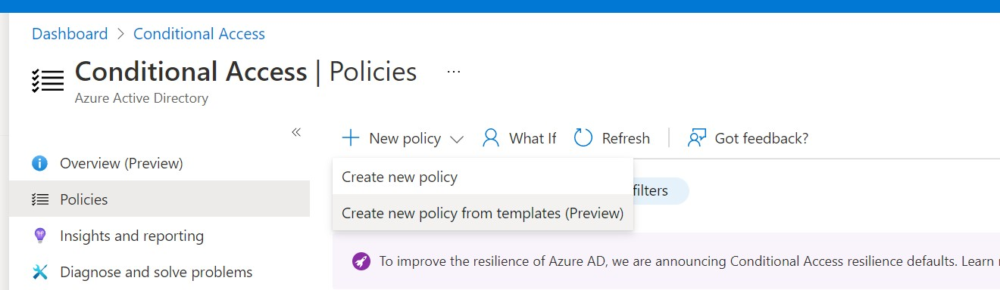 Dashboard > Conditional Access
Conditional Access | Policies ...
Azure Active Directory
«
New policy What If Refresh Got feedback?
Overview (Preview)
Policies
Insights and reporting
Diagnose and solve problems
Create new policy
Create new policy from templates (Preview)
filters
To improve the resilience of Azure AD, we are announcing Conditional Access resilience defaults. Learn